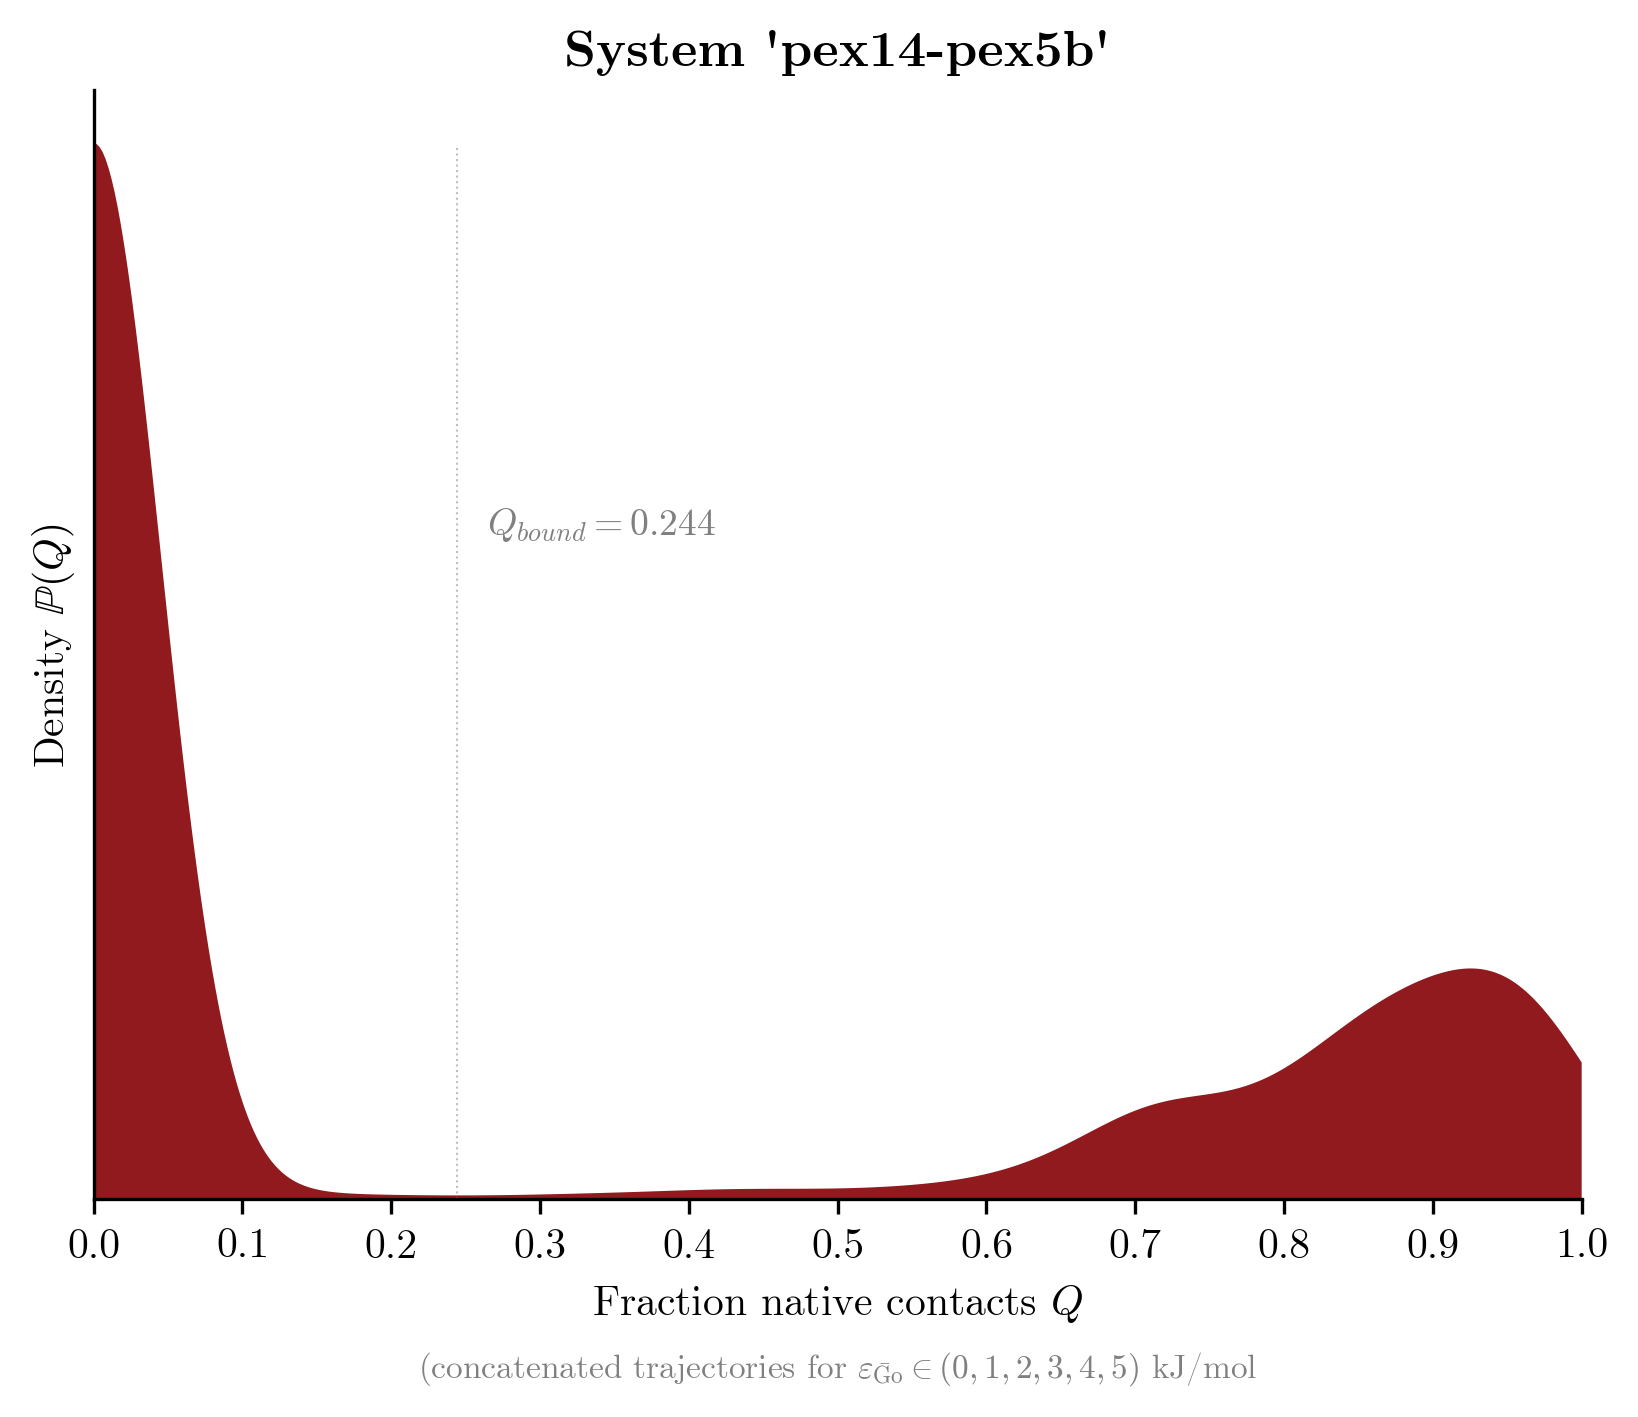 System 'pex14-pex5b'
Density ℙ(Q)
Q_bound = 0.244
0.0 0.1 0.2 0.3 0.4 0.5 0.6 0.7 0.8 0.9 1.0
Fraction native contacts Q
(concatenated trajectories for ε_Ḡo ∈ (0, 1, 2, 3, 4, 5) kJ/mol